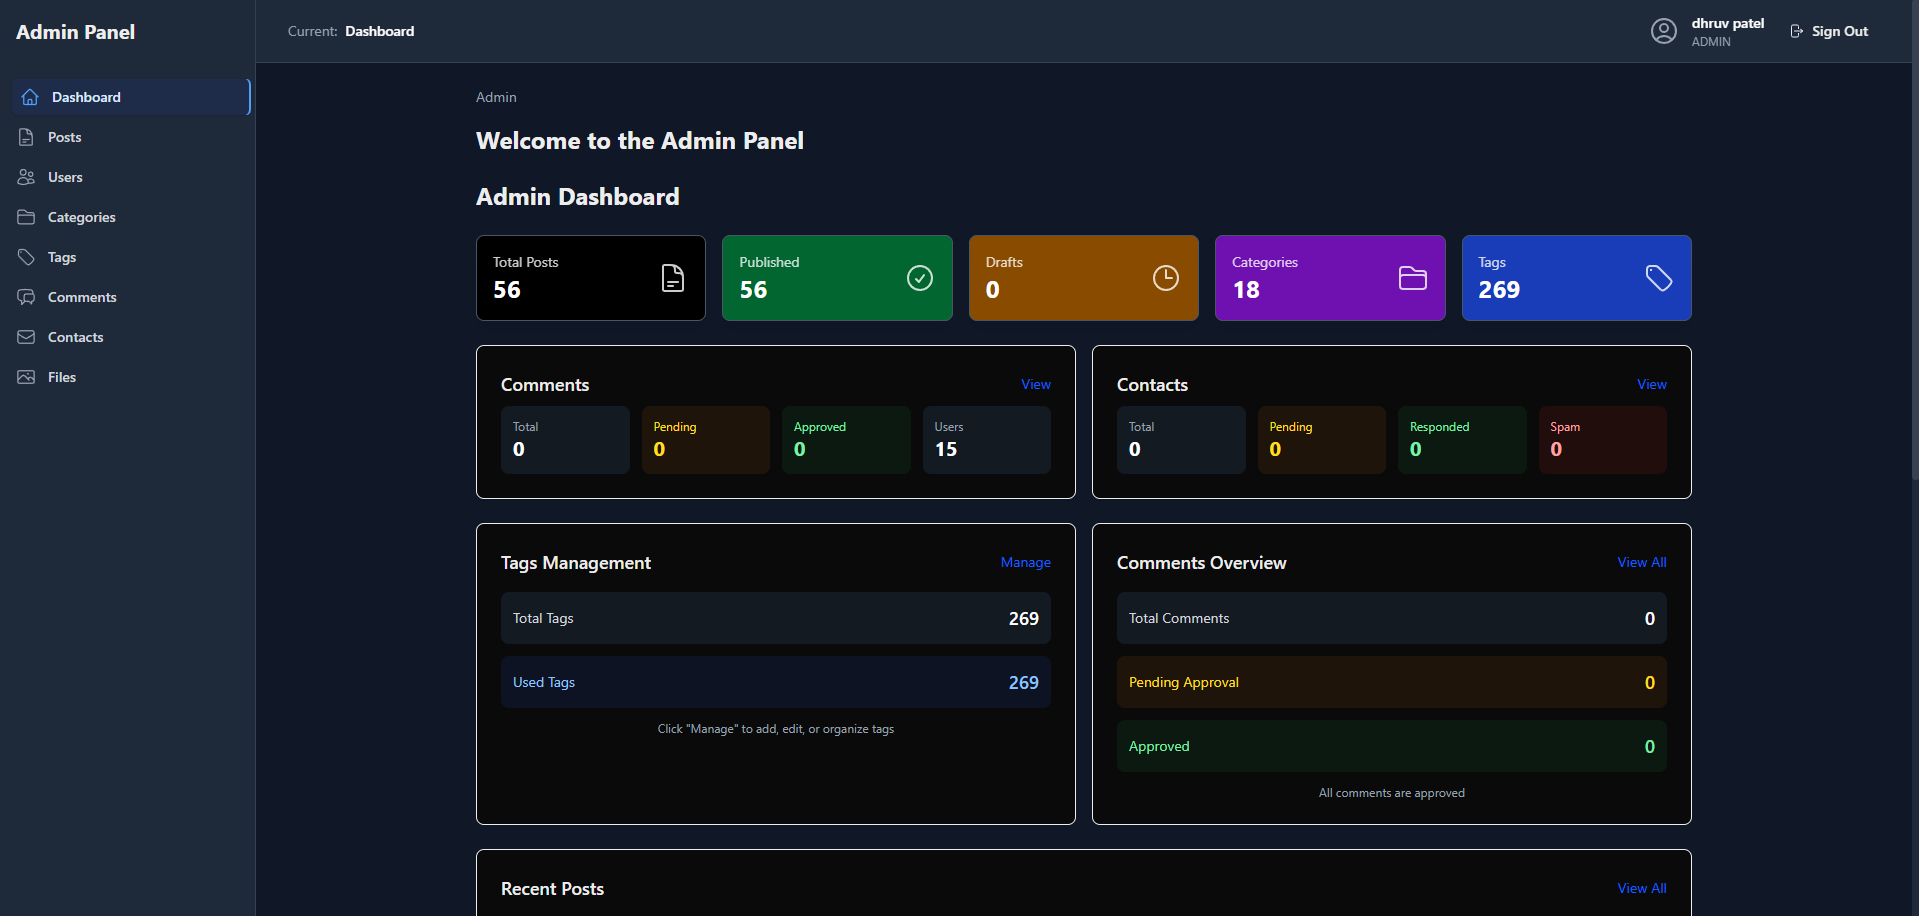 Admin Panel
Dashboard
Posts
Users
Categories
Tags
Comments
Contacts
Files
Current: Dashboard
dhruv patel
ADMIN
Sign Out
Admin
Welcome to the Admin Panel
Admin Dashboard
Total Posts
56
Published
56
Drafts
0
Categories
18
Tags
269
Comments
View
Total
0
Pending
0
Approved
0
Users
15
Contacts
View
Total
0
Pending
0
Responded
0
Spam
0
Tags Management
Manage
Total Tags 269
Used Tags 269
Click "Manage" to add, edit, or organize tags
Comments Overview
View All
Total Comments 0
Pending Approval 0
Approved 0
All comments are approved
Recent Posts
View All